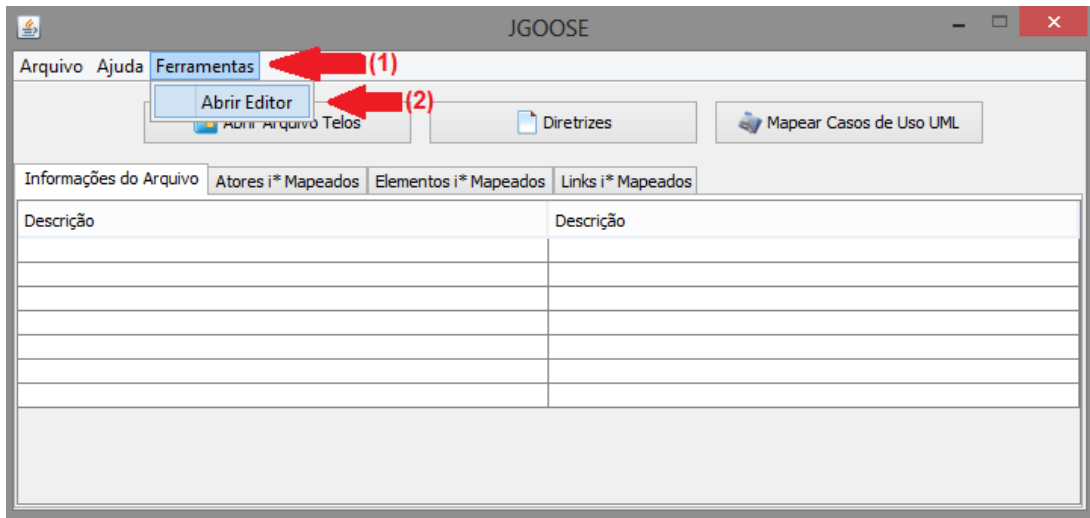 JGOOSE
Arquivo Ajuda Ferramentas (1)
Abrir Editor (2)
Abrir Arquivo Telos Diretrizes Mapear Casos de Uso UML
Informações do Arquivo Atores i* Mapeados Elementos i* Mapeados Links i* Mapeados
Descrição Descrição